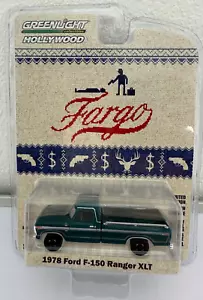 GREENLIGHT
HOLLYWOOD
Fargo
1978 Ford F-150 Ranger XLT